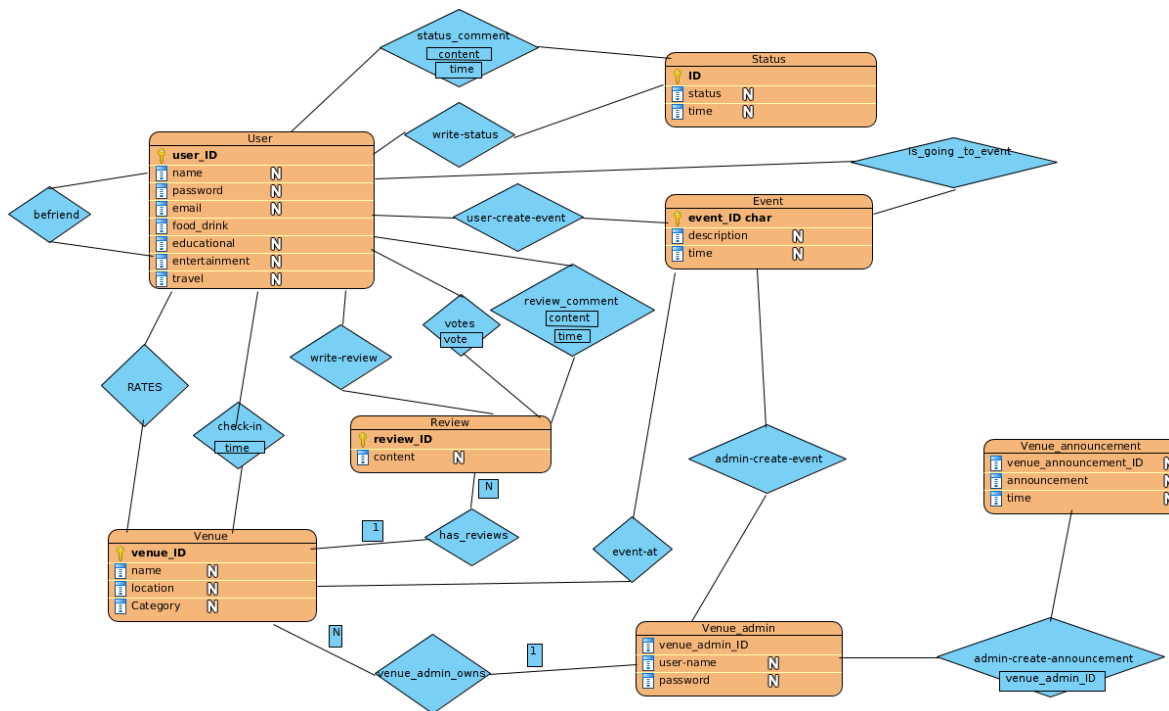 status_comment
content
time
Status
ID
status N
time N
write-status
User
user_ID
name N
password N
email N
food_drink
educational N
entertainment N
travel N
is_going _to_event
befriend
user-create-event
Event
event_ID char
description N
time N
review_comment
content
time
votes
vote
write-review
RATES
check-in
time
Review
review_ID
content N
admin-create-event
Venue_announcement
venue_announcement_ID N
announcement N
time N
N
1
has_reviews
Venue
venue_ID
name N
location N
Category N
event-at
N
1
venue_admin_owns
Venue_admin
venue_admin_ID
user-name N
password N
admin-create-announcement
venue_admin_ID